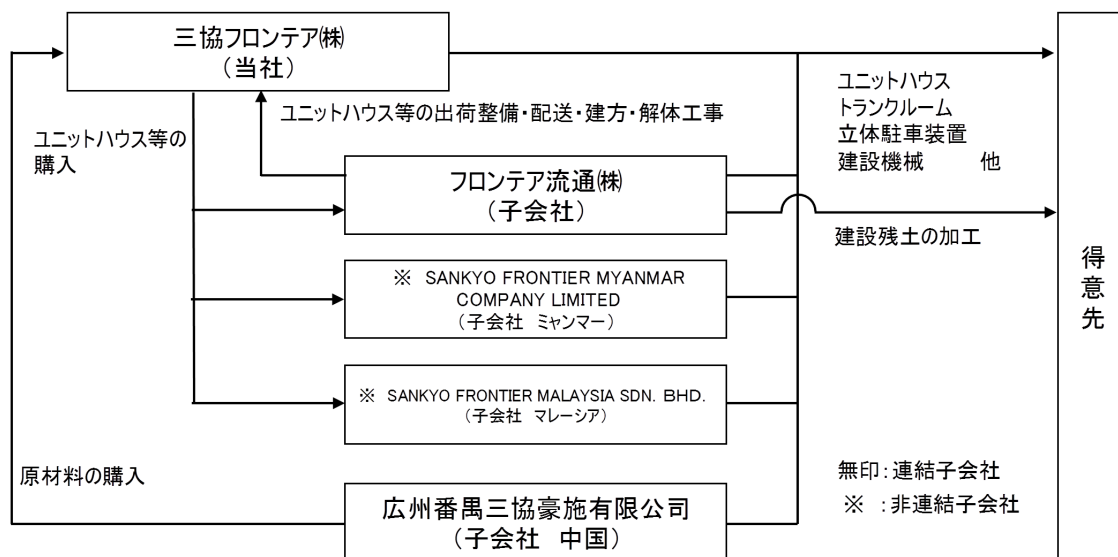 三協フロンテア㈱
(当社)
ユニットハウス等の出荷整備・配送・建方・解体工事
ユニットハウス等の
購入
ユニットハウス
トランクルーム
立体駐車装置
建設機械 他
フロンテア流通㈱
(子会社)
建設残土の加工
得意先
※ SANKYO FRONTIER MYANMAR
COMPANY LIMITED
(子会社 ミャンマー)
※ SANKYO FRONTIER MALAYSIA SDN. BHD.
(子会社 マレーシア)
原材料の購入
広州番禺三協豪施有限公司
(子会社 中国)
無印:連結子会社
※ :非連結子会社